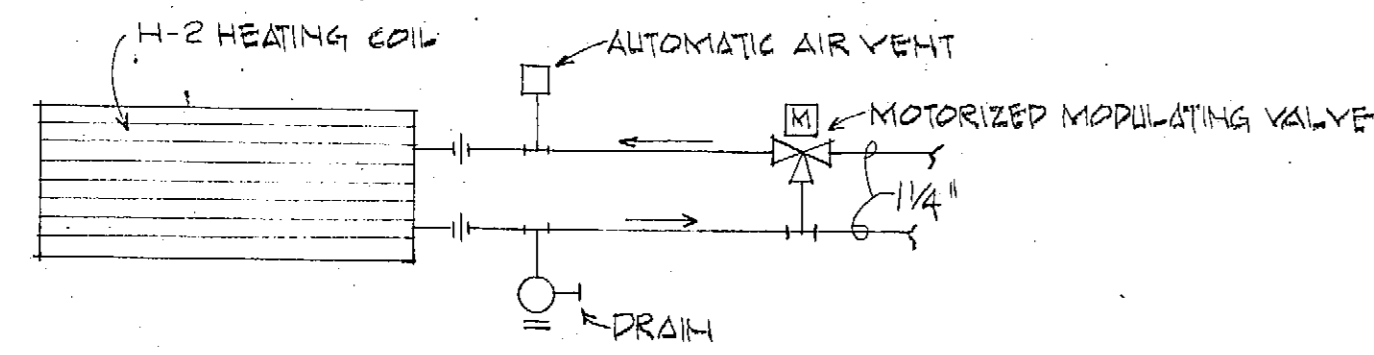 H-2 HEATING COIL
AUTOMATIC AIR VENT
M
MOTORIZED MODULATING VALVE
1 1/4"
DRAIN